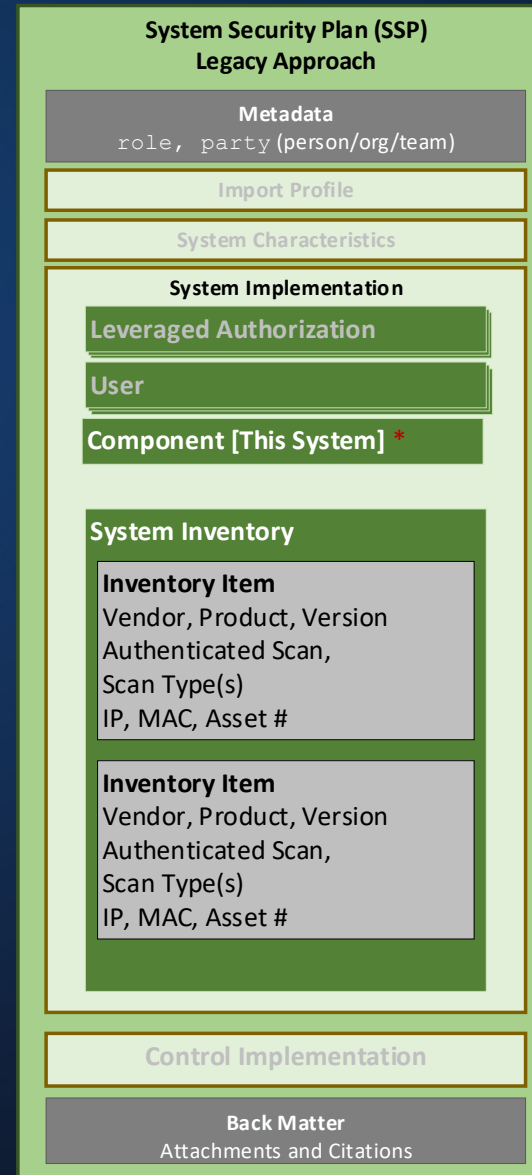 System Security Plan (SSP)
Legacy Approach
Metadata
role, party (person/org/team)
Import Profile
System Characteristics
System Implementation
Leveraged Authorization
User
Component [This System] *
System Inventory
Inventory Item
Vendor, Product, Version
Authenticated Scan,
Scan Type(s)
IP, MAC, Asset #
Inventory Item
Vendor, Product, Version
Authenticated Scan,
Scan Type(s)
IP, MAC, Asset #
Control Implementation
Back Matter
Attachments and Citations